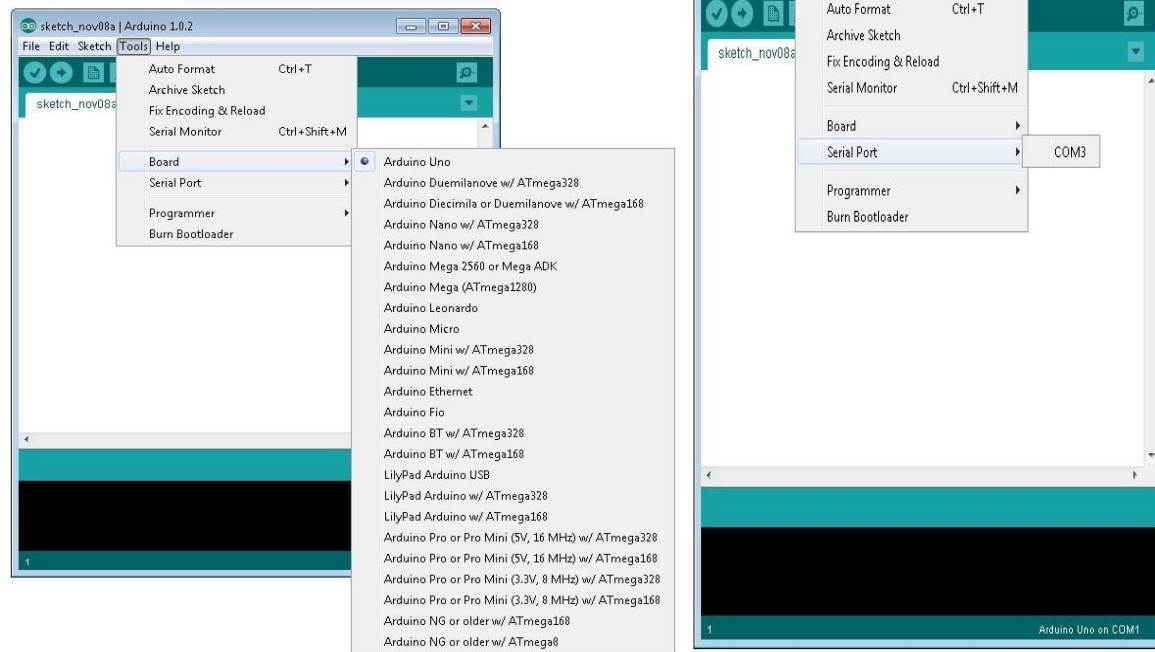 sketch_nov08a | Arduino 1.0.2
File Edit Sketch Tools Help
Auto Format Ctrl+T
Archive Sketch
sketch_nov08a
Fix Encoding & Reload
Serial Monitor Ctrl+Shift+M
Board
Serial Port
Programmer
Burn Bootloader
Arduino Uno
Arduino Duemilanove w/ ATmega328
Arduino Diecimila or Duemilanove w/ ATmega168
Arduino Nano w/ ATmega328
Arduino Nano w/ ATmega168
Arduino Mega 2560 or Mega ADK
Arduino Mega (ATmega1280)
Arduino Leonardo
Arduino Micro
Arduino Mini w/ ATmega328
Arduino Mini w/ ATmega168
Arduino Ethernet
Arduino Fio
Arduino BT w/ ATmega328
Arduino BT w/ ATmega168
LilyPad Arduino USB
LilyPad Arduino w/ ATmega328
LilyPad Arduino w/ ATmega168
Arduino Pro or Pro Mini (5V, 16 MHz) w/ ATmega328
Arduino Pro or Pro Mini (5V, 16 MHz) w/ ATmega168
Arduino Pro or Pro Mini (3.3V, 8 MHz) w/ ATmega328
Arduino Pro or Pro Mini (3.3V, 8 MHz) w/ ATmega168
Arduino NG or older w/ ATmega168
Arduino NG or older w/ ATmega8
1
Auto Format Ctrl+T
Archive Sketch
sketch_nov08a
Fix Encoding & Reload
Serial Monitor Ctrl+Shift+M
Board
Serial Port
COM3
Programmer
Burn Bootloader
1
Arduino Uno on COM1